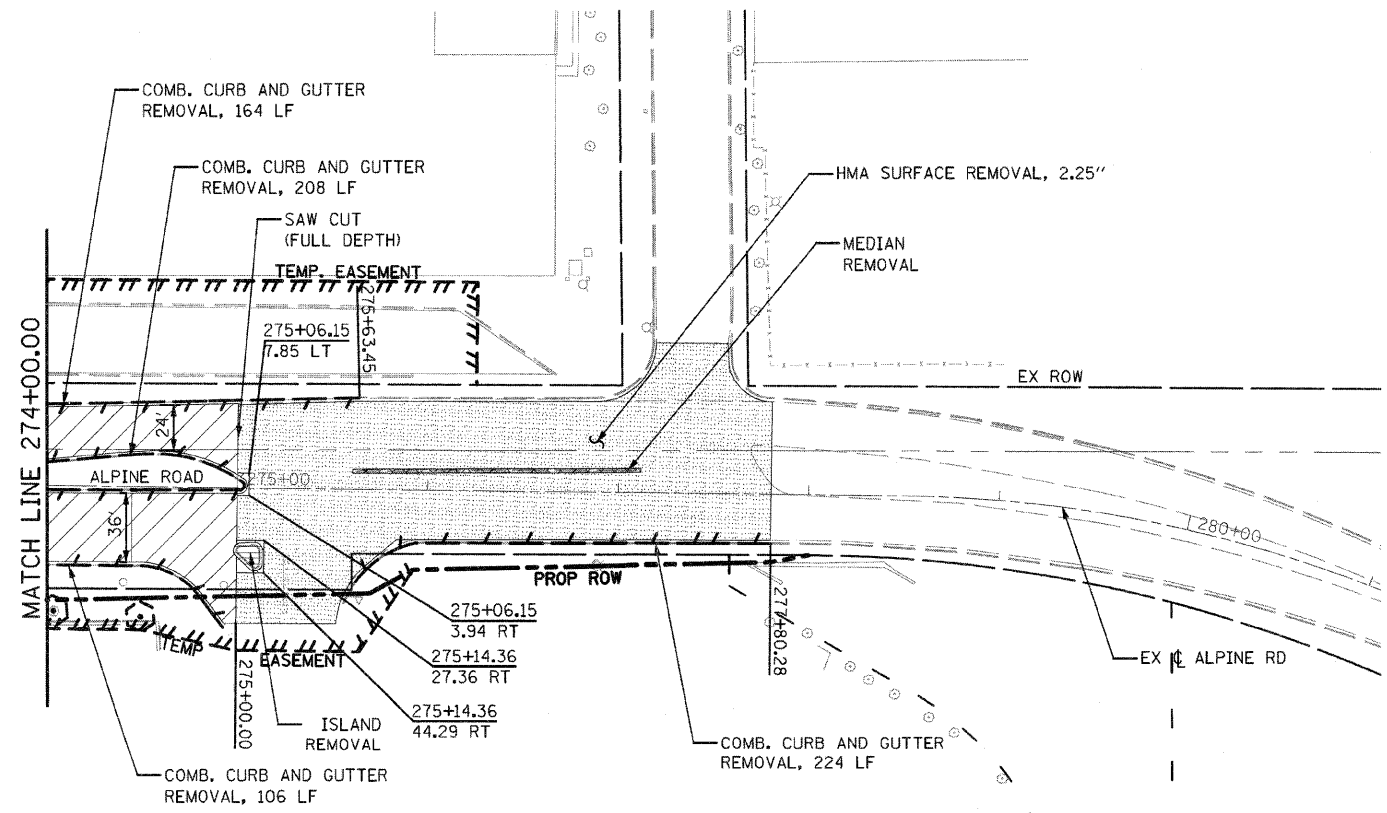 COMB. CURB AND GUTTER
REMOVAL, 164 LF
COMB. CURB AND GUTTER
REMOVAL, 208 LF
SAW CUT
(FULL DEPTH)
TEMP. EASEMENT
HMA SURFACE REMOVAL, 2.25"
MEDIAN
REMOVAL
275+06.15
7.85 LT
275+63.45
MATCH LINE 274+00.00
EX ROW
24'
ALPINE ROAD
275+00
36'
280+00
PROP ROW
275+06.15
3.94 RT
TEMP
EASEMENT
275+14.36
27.36 RT
277+80.28
EX ℄ ALPINE RD
275+00.00
275+14.36
44.29 RT
ISLAND
REMOVAL
COMB. CURB AND GUTTER
REMOVAL, 224 LF
COMB. CURB AND GUTTER
REMOVAL, 106 LF